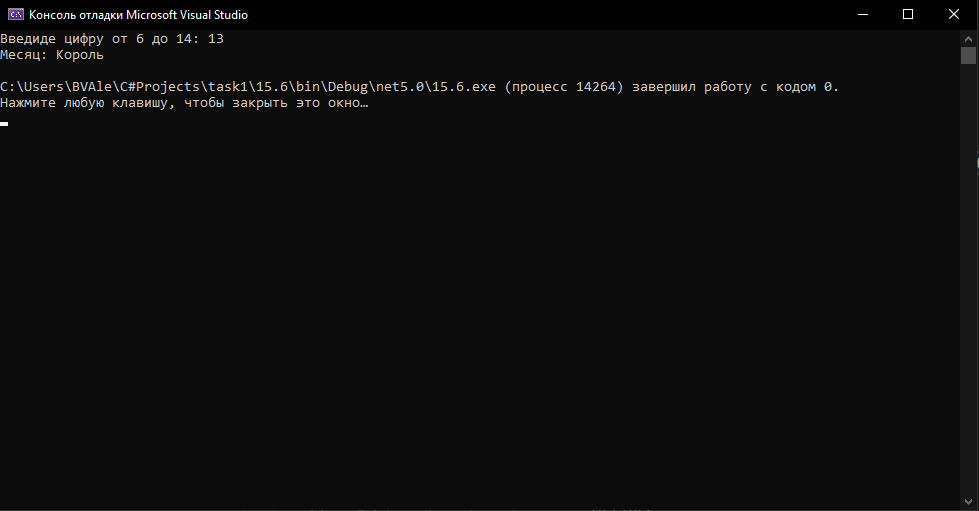 Консоль отладки Microsoft Visual Studio
Введиде цифру от 6 до 14: 13
Месяц: Король
C:\Users\BVAle\C#Projects\task1\15.6\bin\Debug\net5.0\15.6.exe (процесс 14264) завершил работу с кодом 0.
Нажмите любую клавишу, чтобы закрыть это окно…